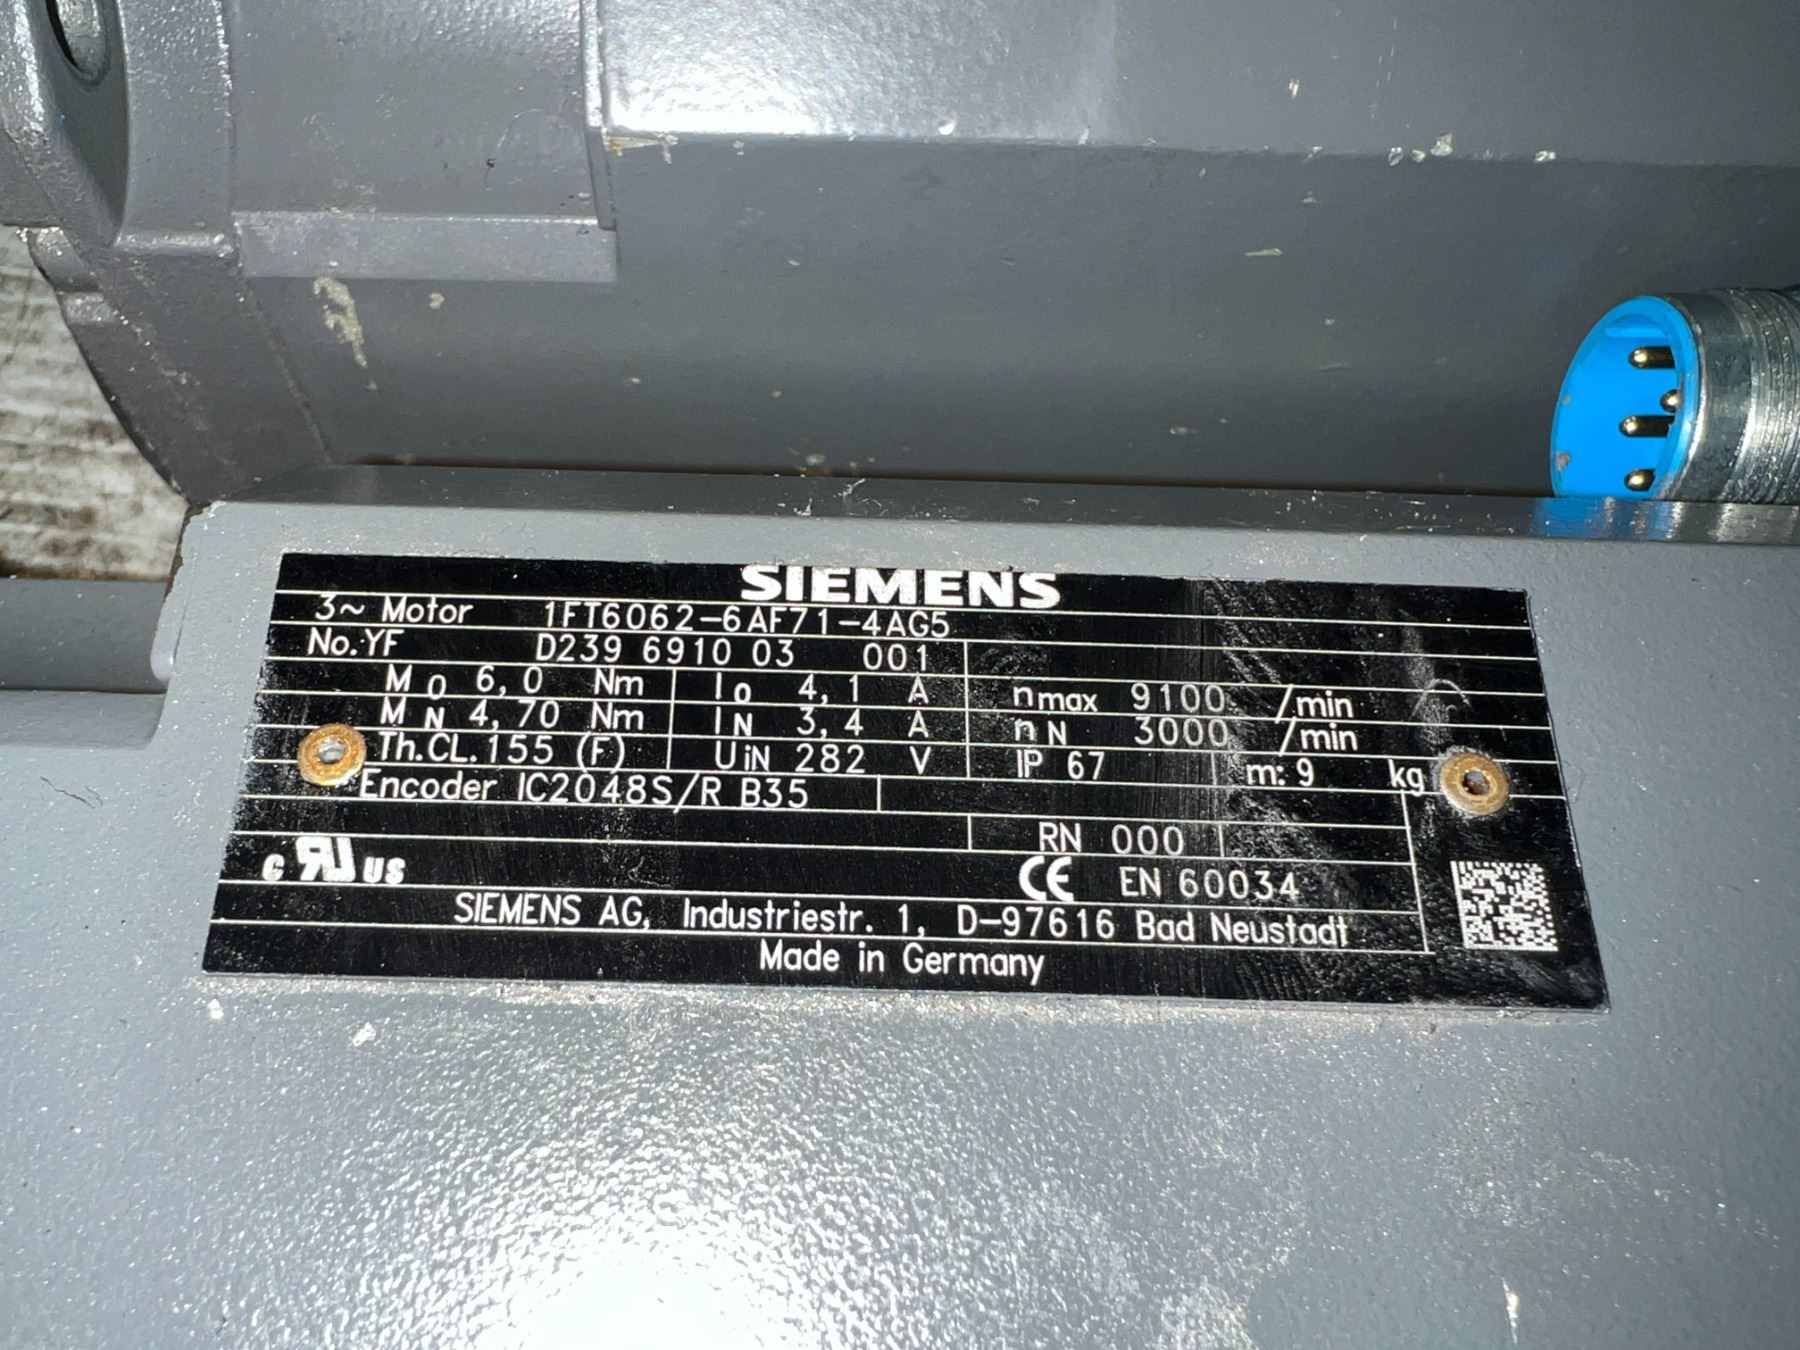 SIEMENS
3~ Motor 1FT6062-6AF71-4AG5
No.YF D239 6910 03 001
M0 6,0 Nm I0 4,1 A nmax 9100 /min
MN 4,70 Nm IN 3,4 A nN 3000 /min
Th.CL.155 (F) UiN 282 V IP 67 m: 9 kg
Encoder IC2048S/R B35
RN 000
c RU US CE EN 60034
SIEMENS AG, Industriestr. 1, D-97616 Bad Neustadt
Made in Germany